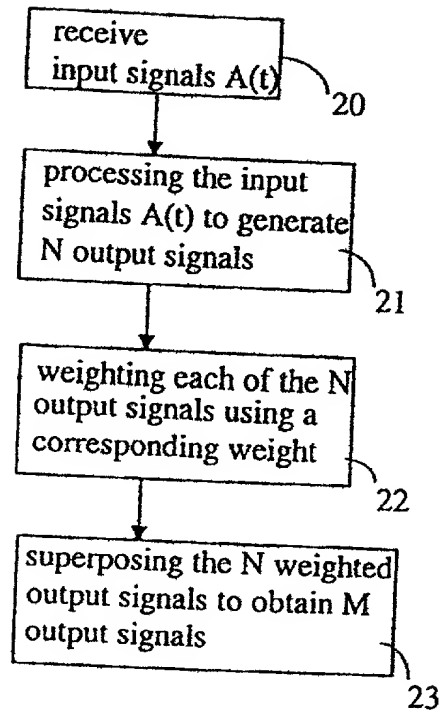 receive
input signals A(t)
20
processing the input
signals A(t) to generate
N output signals
21
weighting each of the N
output signals using a
corresponding weight
22
superposing the N weighted
output signals to obtain M
output signals
23